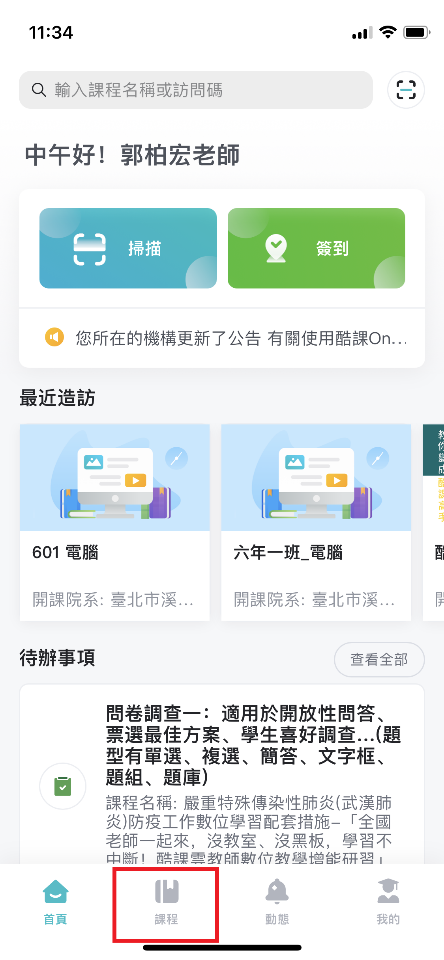 11:34
輸入課程名稱或訪問碼
中午好！郭柏宏老師
掃描
簽到
您所在的機構更新了公告 有關使用酷課On...
最近造訪
601 電腦
開課院系: 臺北市溪...
六年一班_電腦
開課院系: 臺北市溪...
待辦事項
查看全部
問卷調查一：適用於開放性問答、
票選最佳方案、學生喜好調查...(題
型有單選、複選、簡答、文字框、
題組、題庫)
課程名稱: 嚴重特殊傳染性肺炎(武漢肺
炎)防疫工作數位學習配套措施-「全國
老師一起來，沒教室、沒黑板，學習不
中斷！酷課雲教師數位教學增能研習」
首頁
課程
動態
我的